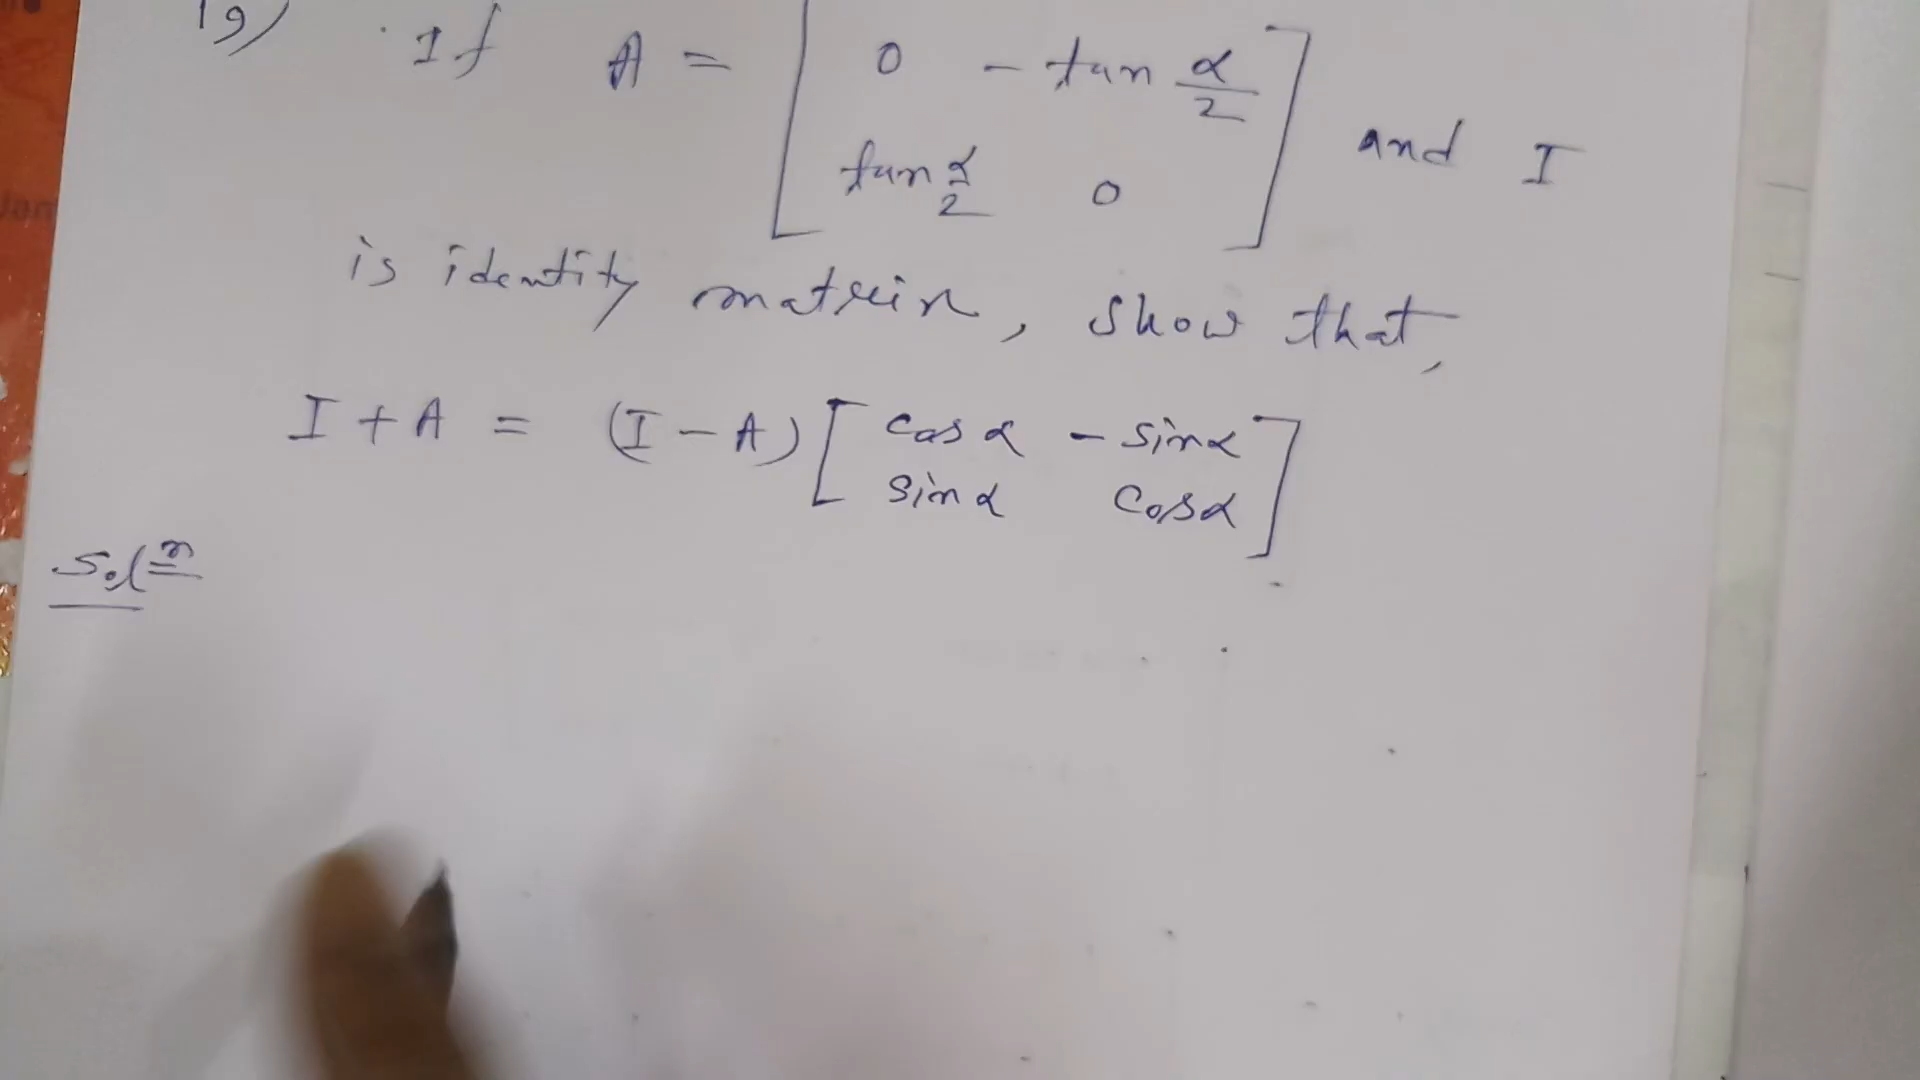 19) If A = [ 0 - tan α/2
tan α/2 0 ] and I
is identity matrix, show that,
I + A = (I - A) [ cos α - sin α
sin α cos α ]
Solⁿ
Jan